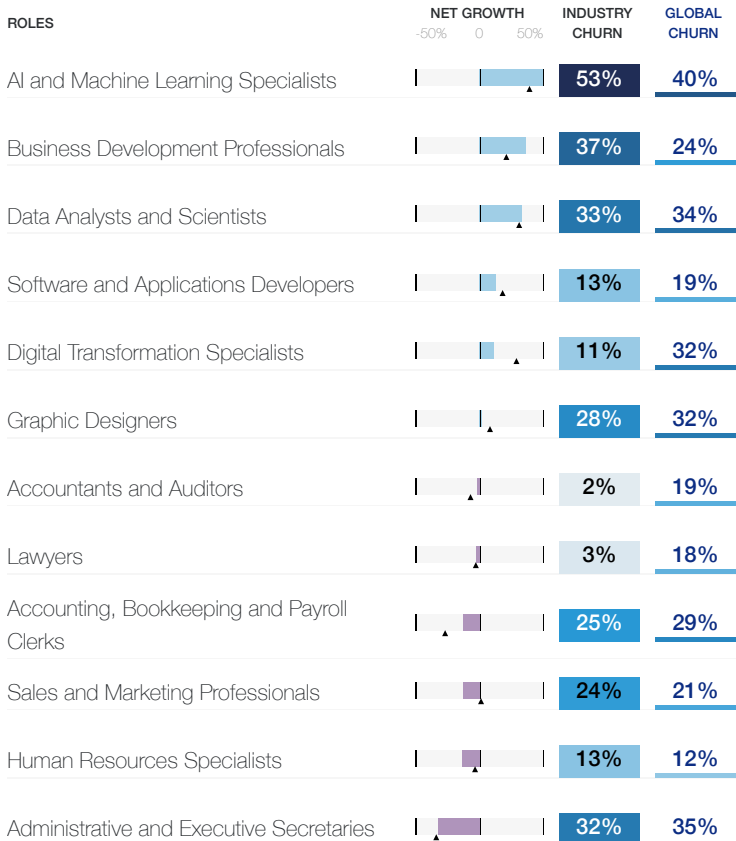 ROLES NET GROWTH INDUSTRY CHURN GLOBAL CHURN
-50% 0 50%
AI and Machine Learning Specialists 53% 40%
Business Development Professionals 37% 24%
Data Analysts and Scientists 33% 34%
Software and Applications Developers 13% 19%
Digital Transformation Specialists 11% 32%
Graphic Designers 28% 32%
Accountants and Auditors 2% 19%
Lawyers 3% 18%
Accounting, Bookkeeping and Payroll
Clerks 25% 29%
Sales and Marketing Professionals 24% 21%
Human Resources Specialists 13% 12%
Administrative and Executive Secretaries 32% 35%